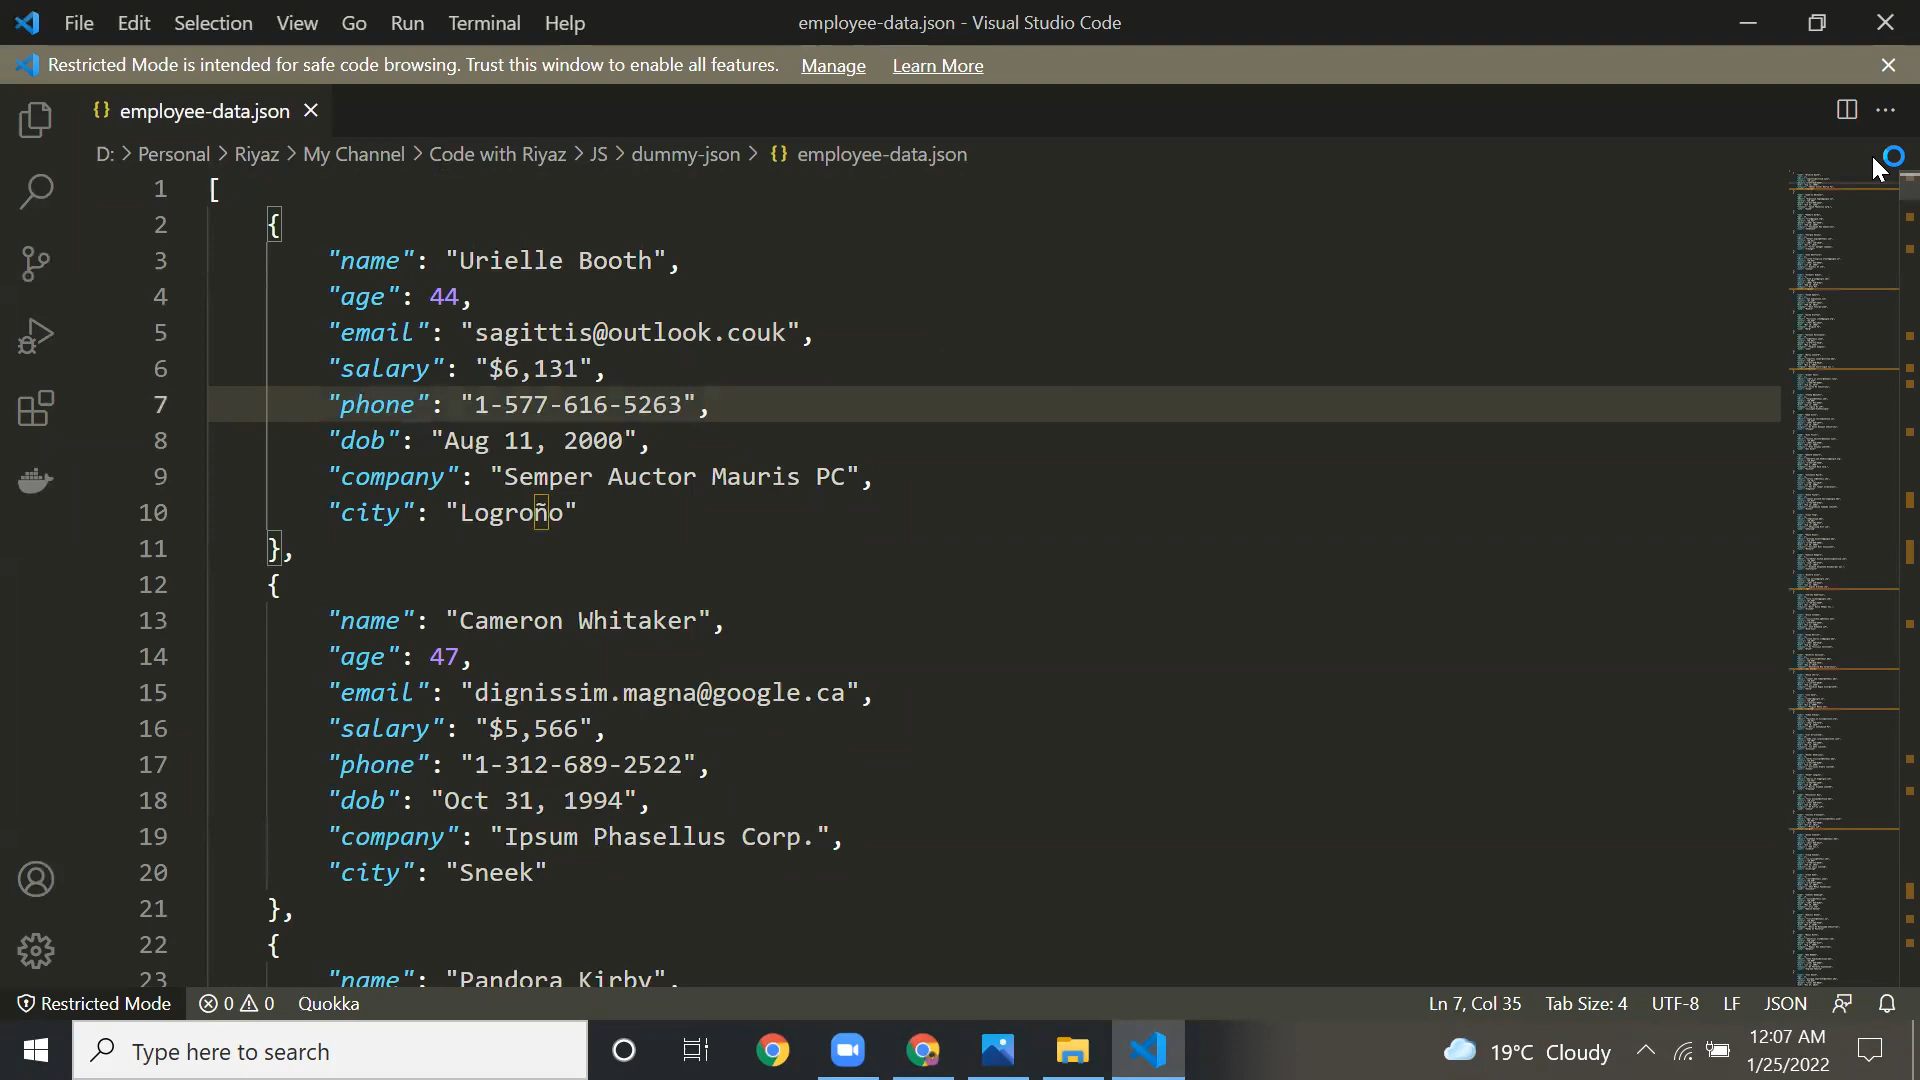 File Edit Selection View Go Run Terminal Help employee-data.json - Visual Studio Code
Restricted Mode is intended for safe code browsing. Trust this window to enable all features. Manage Learn More
{} employee-data.json
D: > Personal > Riyaz > My Channel > Code with Riyaz > JS > dummy-json > {} employee-data.json
1 [
2 {
3 "name": "Urielle Booth",
4 "age": 44,
5 "email": "sagittis@outlook.couk",
6 "salary": "$6,131",
7 "phone": "1-577-616-5263",
8 "dob": "Aug 11, 2000",
9 "company": "Semper Auctor Mauris PC",
10 "city": "Logroño"
11 },
12 {
13 "name": "Cameron Whitaker",
14 "age": 47,
15 "email": "dignissim.magna@google.ca",
16 "salary": "$5,566",
17 "phone": "1-312-689-2522",
18 "dob": "Oct 31, 1994",
19 "company": "Ipsum Phasellus Corp.",
20 "city": "Sneek"
21 },
22 {
23 "name": "Pandora Kirby",
Restricted Mode 0 0 Quokka Ln 7, Col 35 Tab Size: 4 UTF-8 LF JSON
Type here to search 19°C Cloudy 12:07 AM
1/25/2022